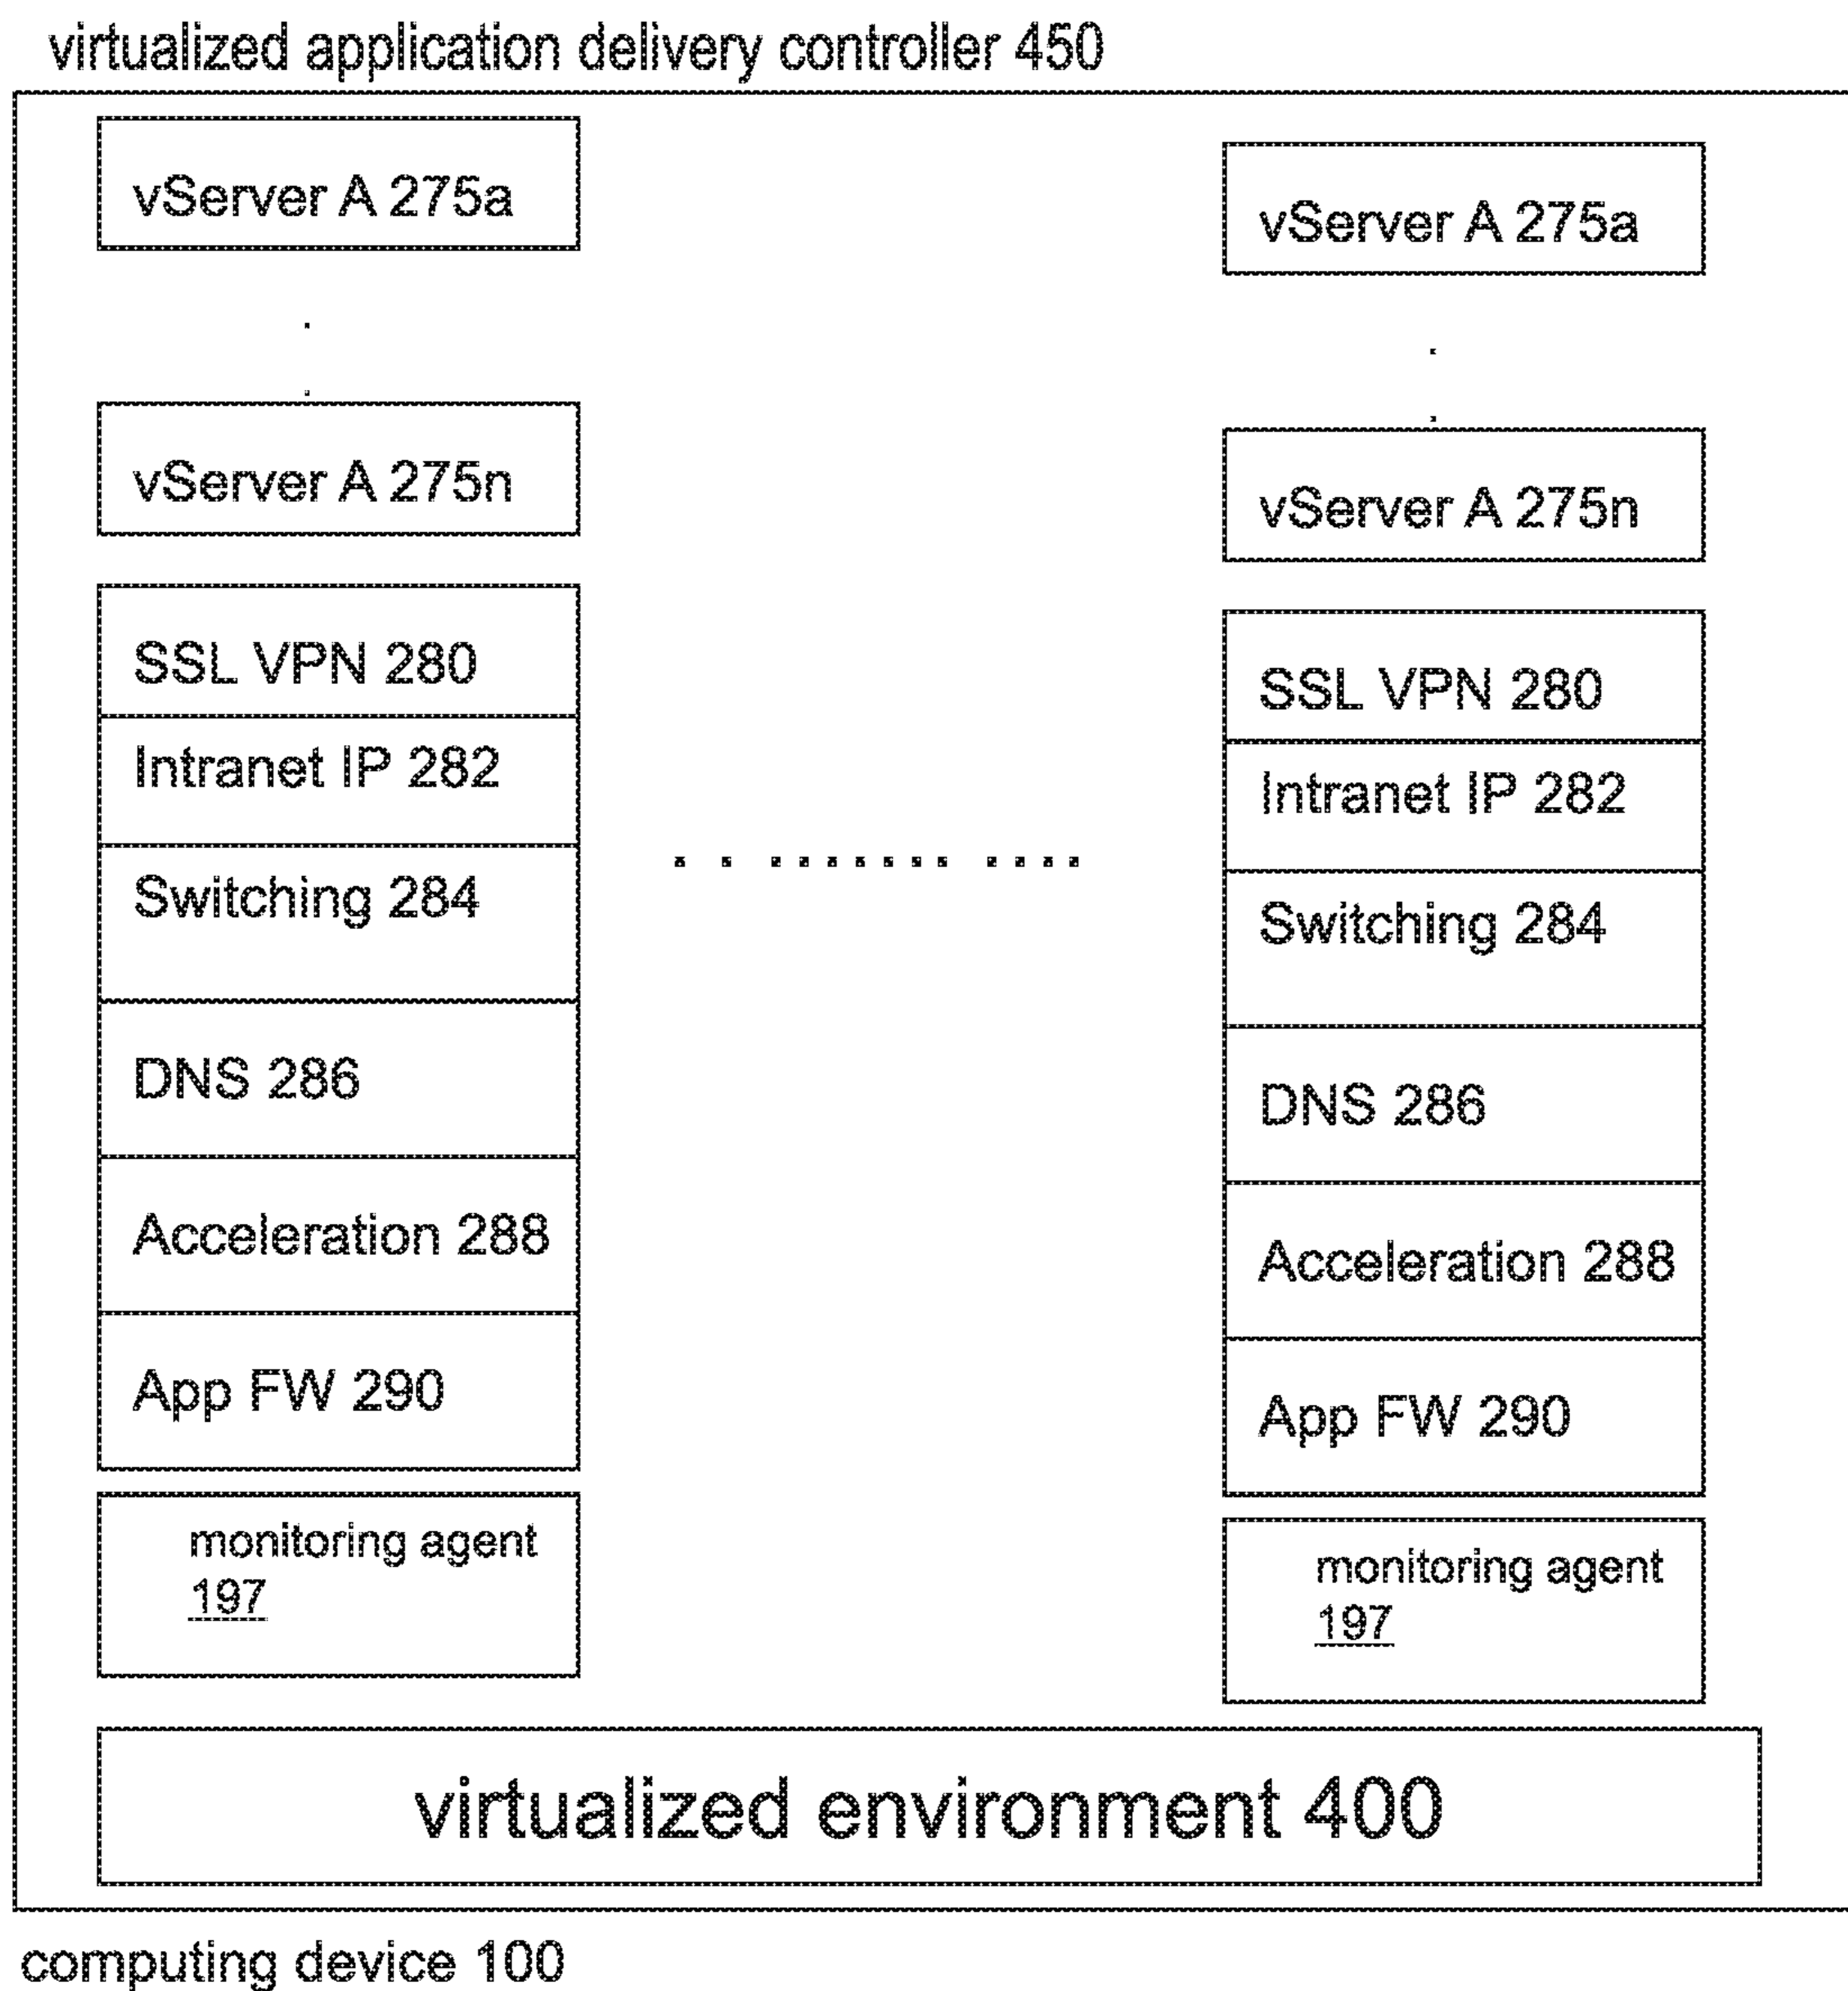 virtualized application delivery controller 450
vServer A 275a
vServer A 275n
SSL VPN 280
Intranet IP 282
Switching 284
DNS 286
Acceleration 288
App FW 290
monitoring agent
197
vServer A 275a
vServer A 275n
SSL VPN 280
Intranet IP 282
Switching 284
DNS 286
Acceleration 288
App FW 290
monitoring agent
197
virtualized environment 400
computing device 100